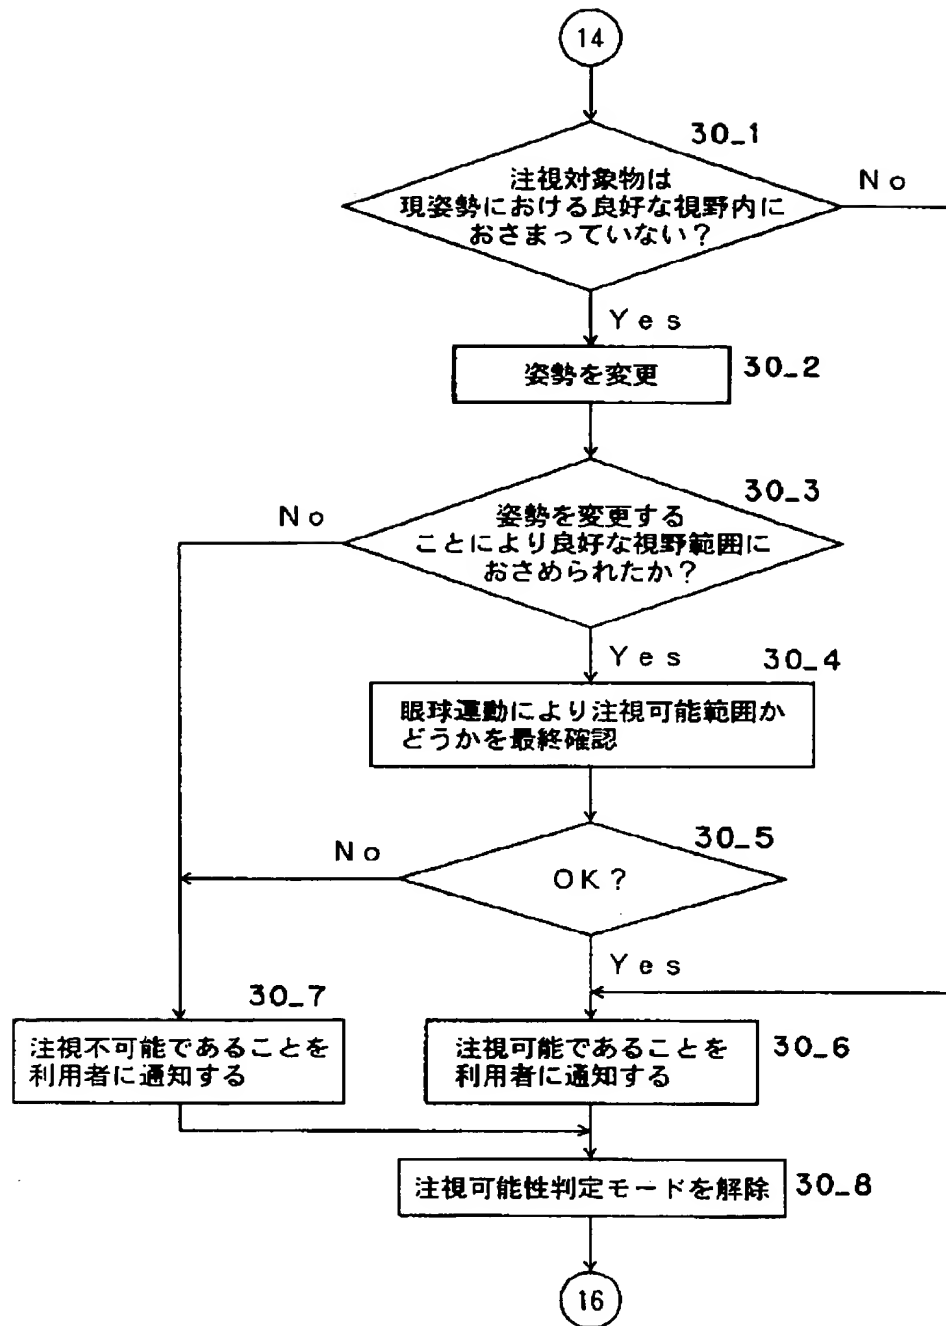 14
30_1
注視対象物は
現姿勢における良好な視野内に
おさまっていない?
No
Yes
姿勢を変更
30_2
30_3
No
姿勢を変更する
ことにより良好な視野範囲に
おさめられたか?
Yes
30_4
眼球運動により注視可能範囲か
どうかを最終確認
30_5
No
OK?
Yes
30_7
注視不可能であることを
利用者に通知する
注視可能であることを
利用者に通知する
30_6
注視可能性判定モードを解除
30_8
16